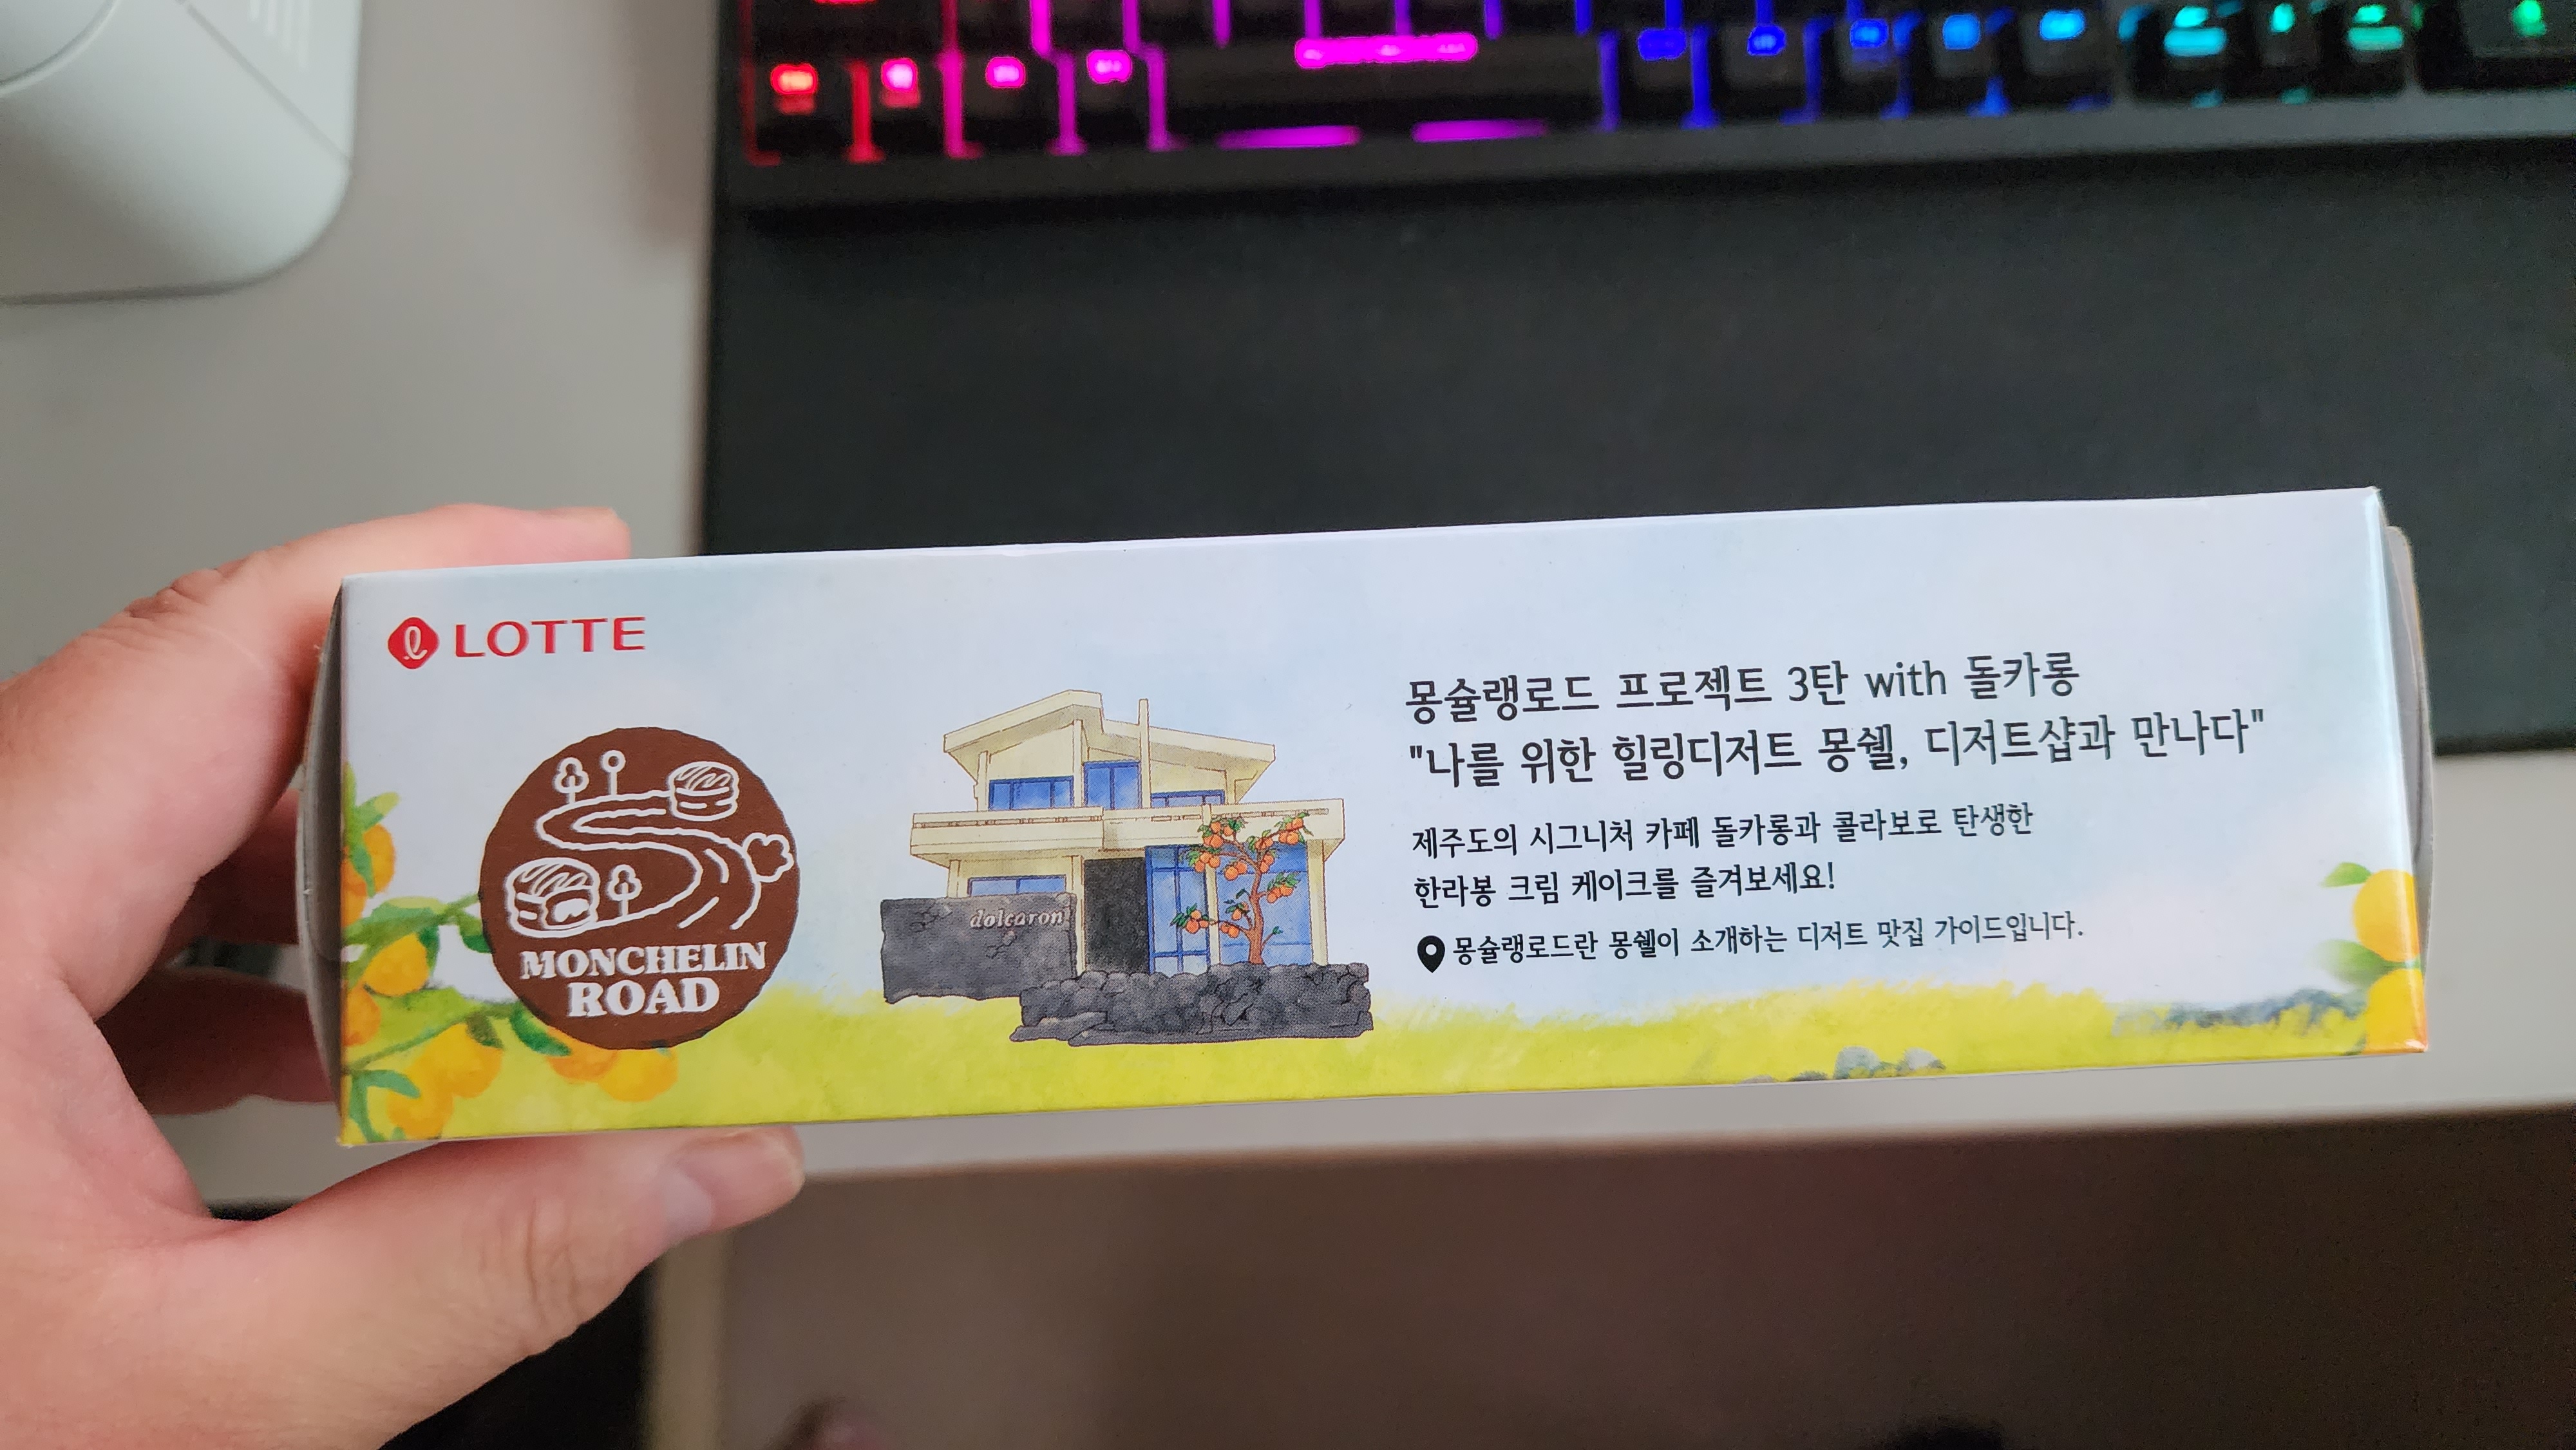 LOTTE
MONCHELIN
ROAD
dolcaron
몽슐랭로드 프로젝트 3탄 with 돌카롱
"나를 위한 힐링디저트 몽쉘, 디저트샵과 만나다"
제주도의 시그니처 카페 돌카롱과 콜라보로 탄생한
한라봉 크림 케이크를 즐겨보세요!
몽슐랭로드란 몽쉘이 소개하는 디저트 맛집 가이드입니다.